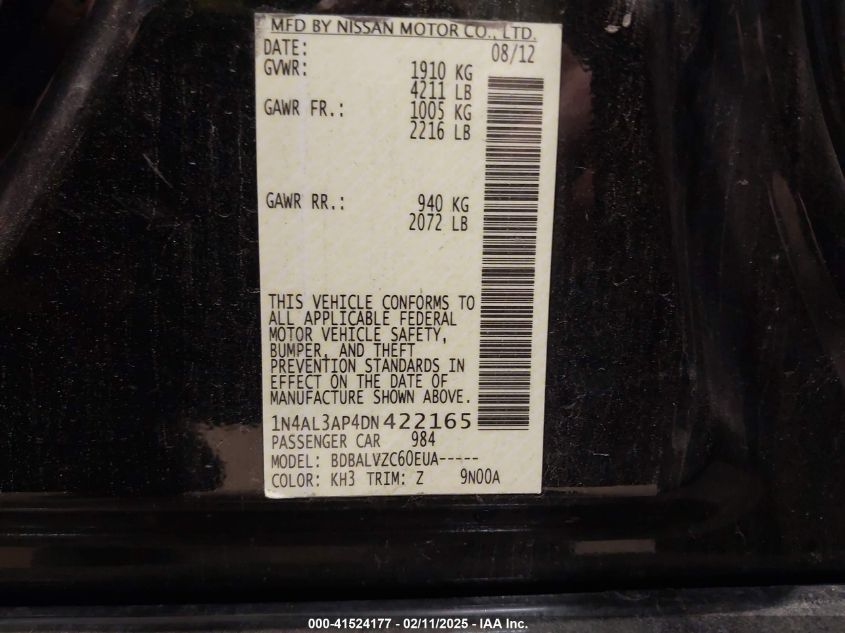 MFD BY NISSAN MOTOR CO., LTD.
DATE: 08/12
GVWR: 1910 KG
4211 LB
GAWR FR.: 1005 KG
2216 LB
GAWR RR.: 940 KG
2072 LB
THIS VEHICLE CONFORMS TO
ALL APPLICABLE FEDERAL
MOTOR VEHICLE SAFETY,
BUMPER, AND THEFT
PREVENTION STANDARDS IN
EFFECT ON THE DATE OF
MANUFACTURE SHOWN ABOVE.
1N4AL3AP4DN422165
PASSENGER CAR 984
MODEL: BDBALVZC60EUA-----
COLOR: KH3 TRIM: Z 9N00A
000-41524177 - 02/11/2025 - IAA Inc.